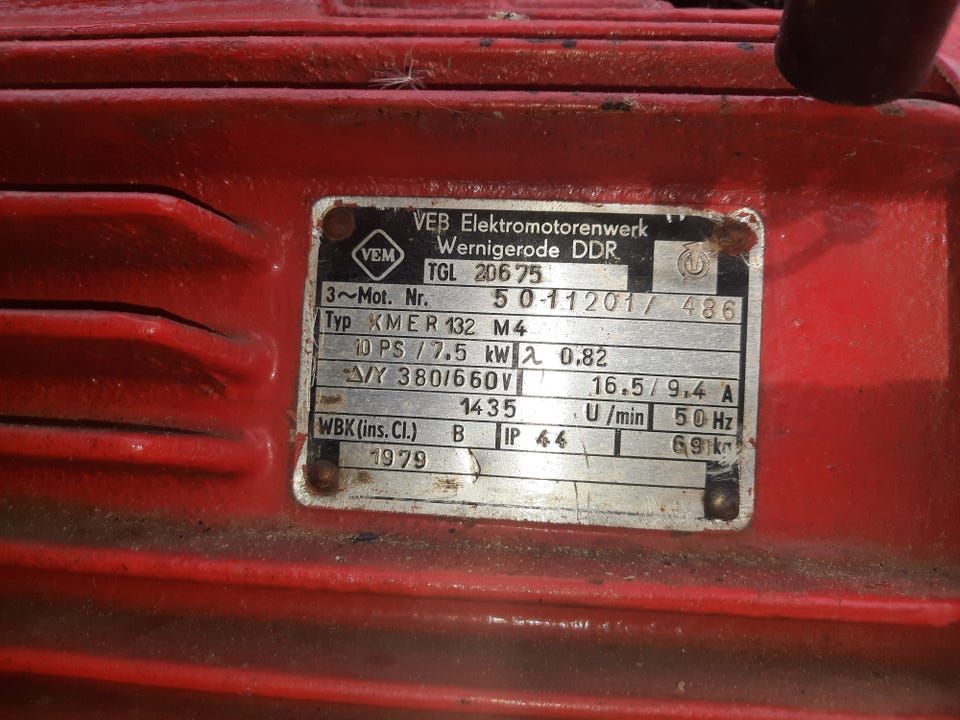 VEB Elektromotorenwerk
Wernigerode DDR
VEM
TGL 20675
3~Mot. Nr. 50-11201/ 486
Typ KMER 132 M4
10 PS / 7.5 kW λ 0.82
Δ/Y 380/660 V 16.5/9.4 A
1435 U/min 50 Hz
WBK (ins. Cl.) B IP 44 69 kg
1979